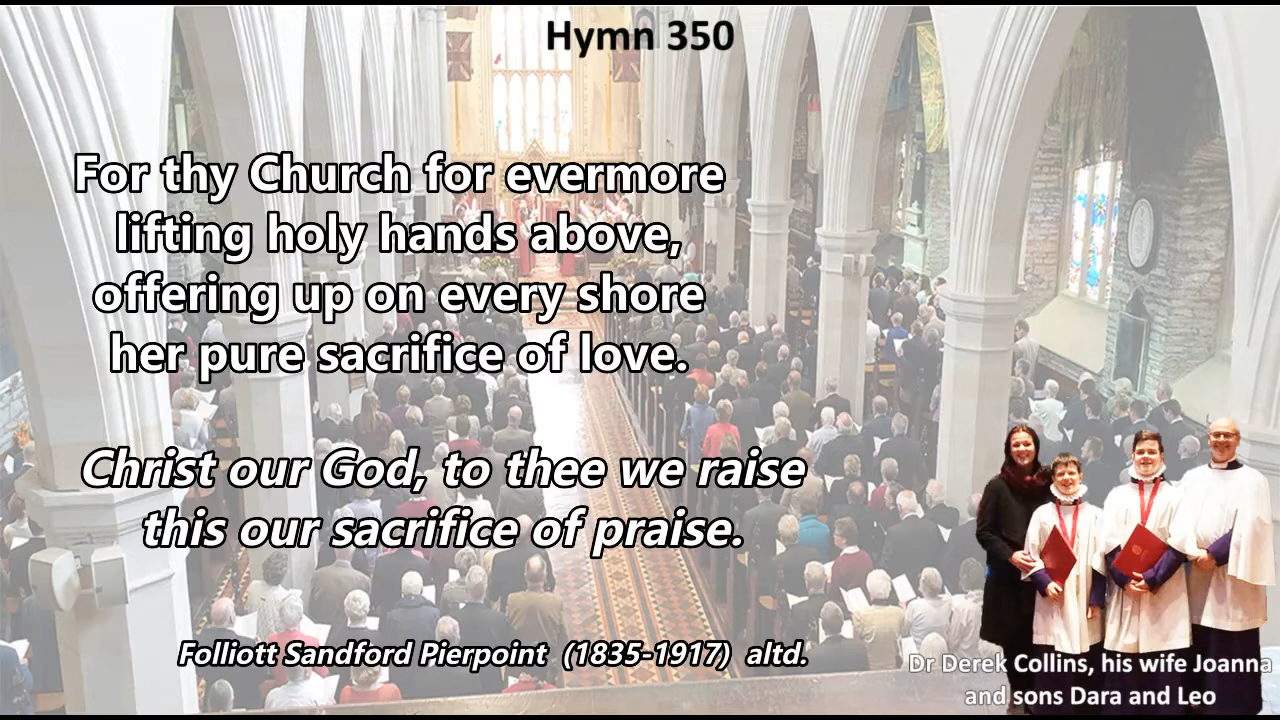 Hymn 350
For thy Church for evermore
lifting holy hands above,
offering up on every shore
her pure sacrifice of love.
Christ our God, to thee we raise
this our sacrifice of praise.
Folliott Sandford Pierpoint (1835-1917) altd.
Dr Derek Collins, his wife Joanna
and sons Dara and Leo